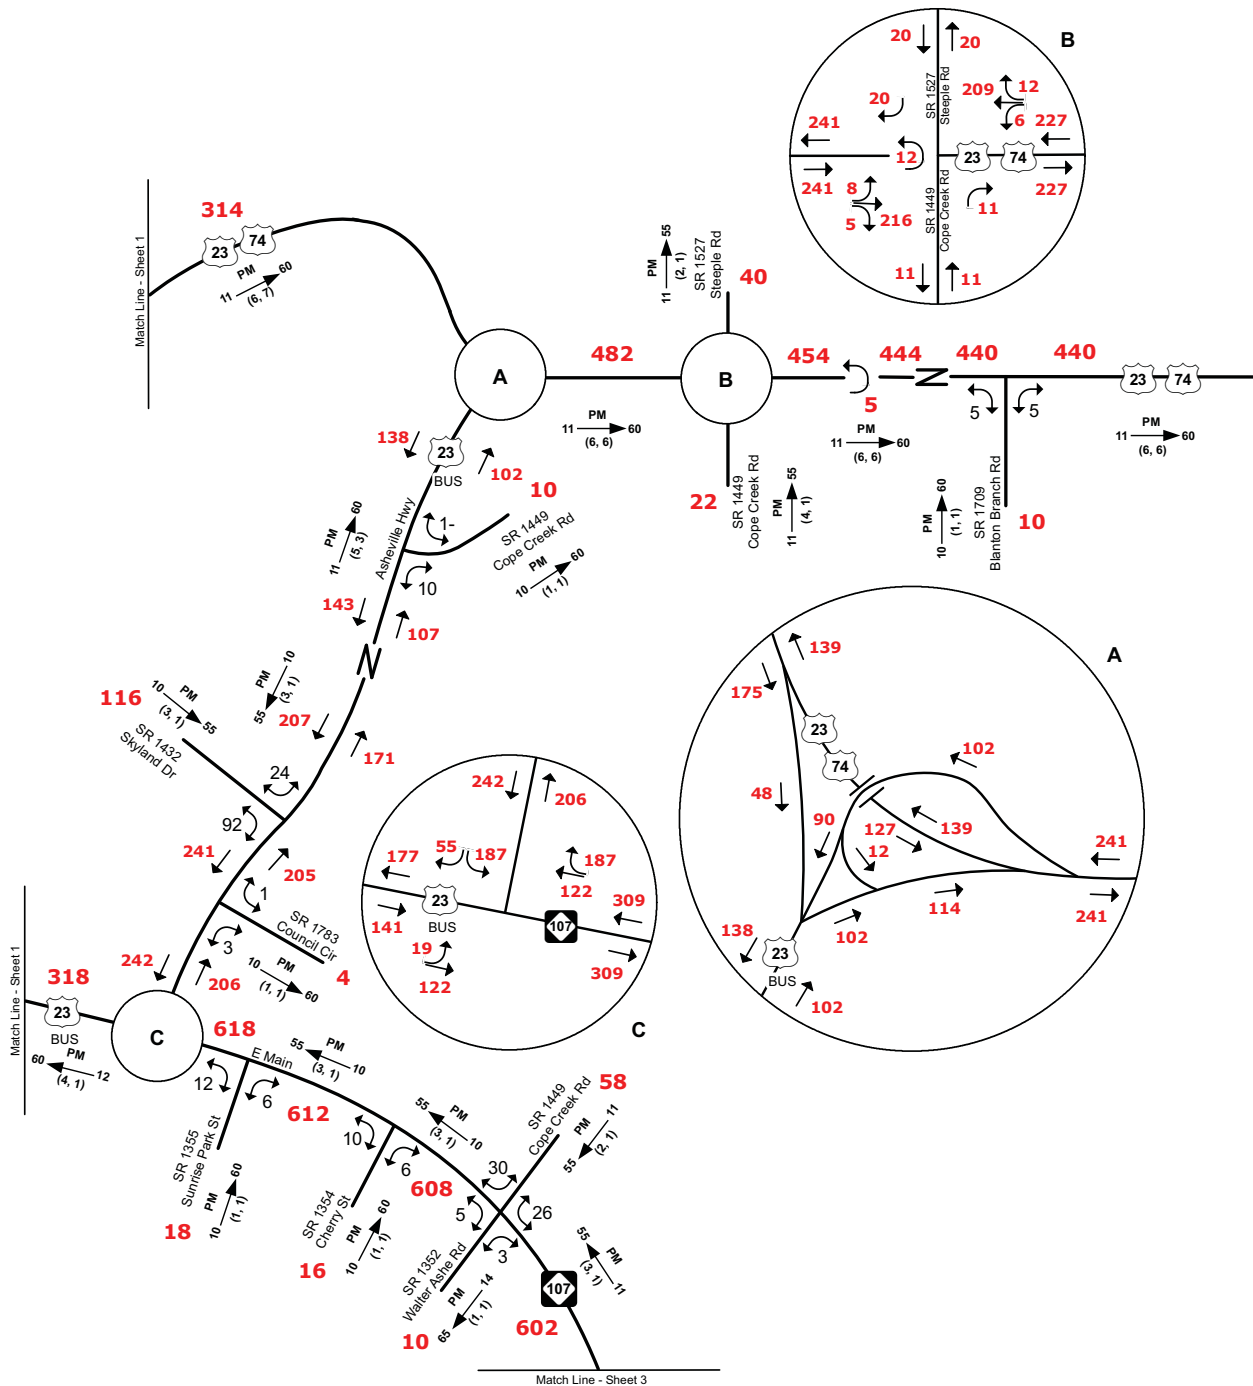 20
20
B
SR 1527
Steeple Rd
209
12
20
6
227
241
12
23
74
241
8
227
5
216
11
SR 1449
Cope Creek Rd
11
11
314
23
74
PM
11
60
(6, 7)
Match Line - Sheet 1
PM
11
55
(2, 1)
SR 1527
Steeple Rd
40
A
482
B
454
444
440
440
23
74
5
5
5
PM
11
60
(6, 6)
PM
11
60
(6, 6)
PM
11
60
(6, 6)
138
23
BUS
102
10
22
SR 1449
Cope Creek Rd
PM
11
55
(4, 1)
PM
10
60
(1, 1)
SR 1709
Blanton Branch Rd
10
Asheville Hwy
1-
SR 1449
Cope Creek Rd
PM
11
60
(5, 3)
PM
10
60
(1, 1)
10
143
107
116
PM
10
55
(3, 1)
SR 1432
Skyland Dr
PM
10
55
(3, 1)
207
171
24
92
241
205
1
SR 1783
Council Cir
3
PM
10
60
(1, 1)
4
242
206
A
139
175
23
74
102
48
90
127
139
12
241
114
241
138
102
23
BUS
102
242
206
55
187
187
177
122
309
23
BUS
141
107
19
122
309
C
Match Line - Sheet 1
318
23
BUS
PM
60
12
(4, 1)
C
618
E Main
PM
55
10
(3, 1)
12
6
612
SR 1355
Sunrise Park St
PM
10
60
(1, 1)
18
10
6
PM
55
10
(3, 1)
608
SR 1354
Cherry St
PM
10
60
(1, 1)
16
58
SR 1449
Cope Creek Rd
PM
11
55
(2, 1)
30
5
26
3
SR 1352
Walter Ashe Rd
PM
14
65
(1, 1)
10
PM
55
11
(3, 1)
107
602
Match Line - Sheet 3